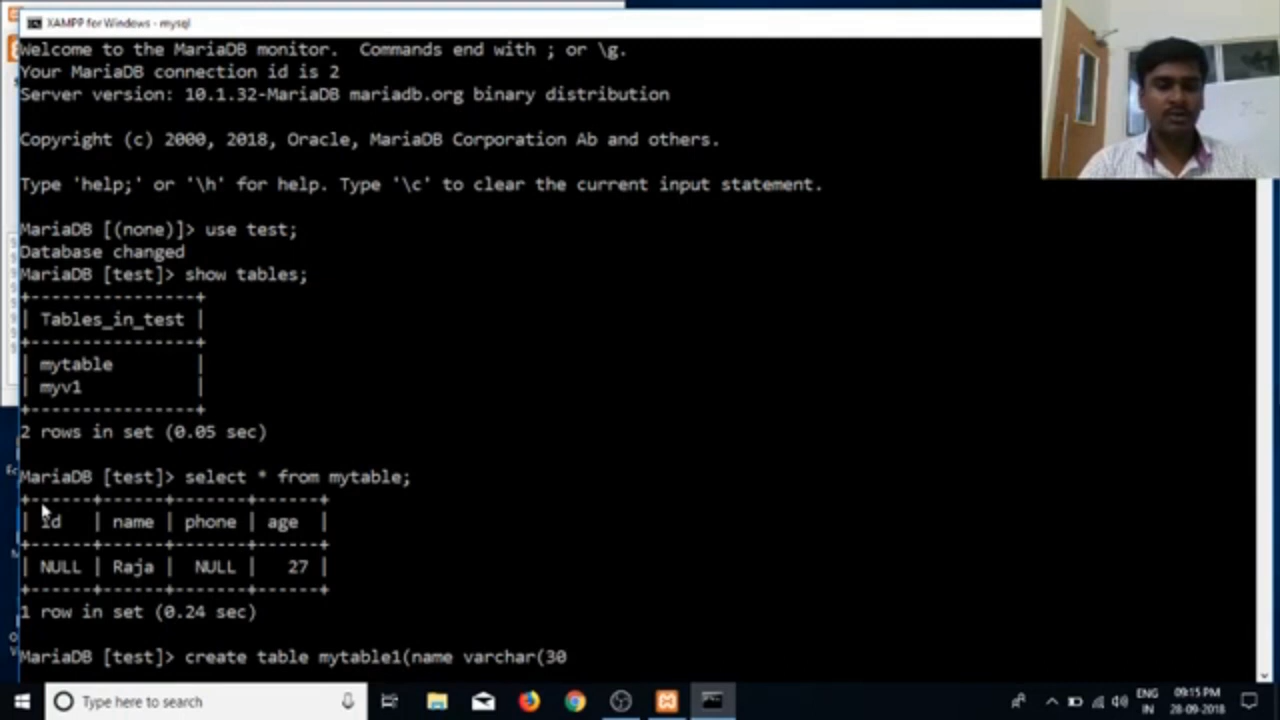 XAMPP for Windows - mysql
Welcome to the MariaDB monitor.  Commands end with ; or \g.
Your MariaDB connection id is 2
Server version: 10.1.32-MariaDB mariadb.org binary distribution
Copyright (c) 2000, 2018, Oracle, MariaDB Corporation Ab and others.
Type 'help;' or '\h' for help. Type '\c' to clear the current input statement.
MariaDB [(none)]> use test;
Database changed
MariaDB [test]> show tables;
+----------------+
| Tables_in_test |
+----------------+
| mytable        |
| myv1           |
+----------------+
2 rows in set (0.05 sec)
MariaDB [test]> select * from mytable;
+------+------+-------+------+
| id   | name | phone | age  |
+------+------+-------+------+
| NULL | Raja |  NULL |   27 |
+------+------+-------+------+
1 row in set (0.24 sec)
MariaDB [test]> create table mytable1(name varchar(30
Type here to search
ENG
IN
09:15 PM
28-09-2018